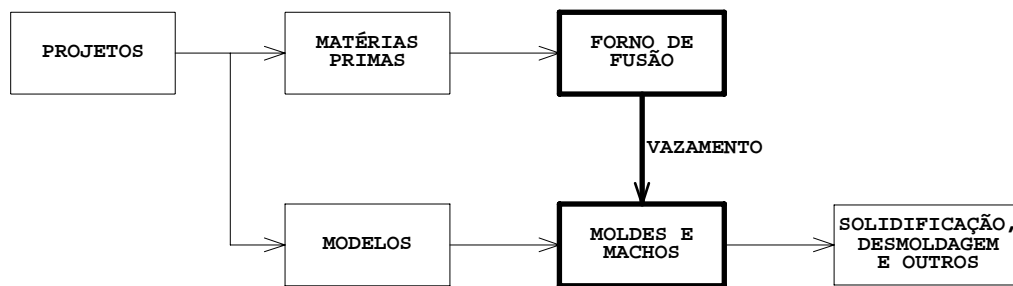 PROJETOS
MATÉRIAS
PRIMAS
FORNO DE
FUSÃO
VAZAMENTO
MODELOS
MOLDES E
MACHOS
SOLIDIFICAÇÃO,
DESMOLDAGEM
E OUTROS